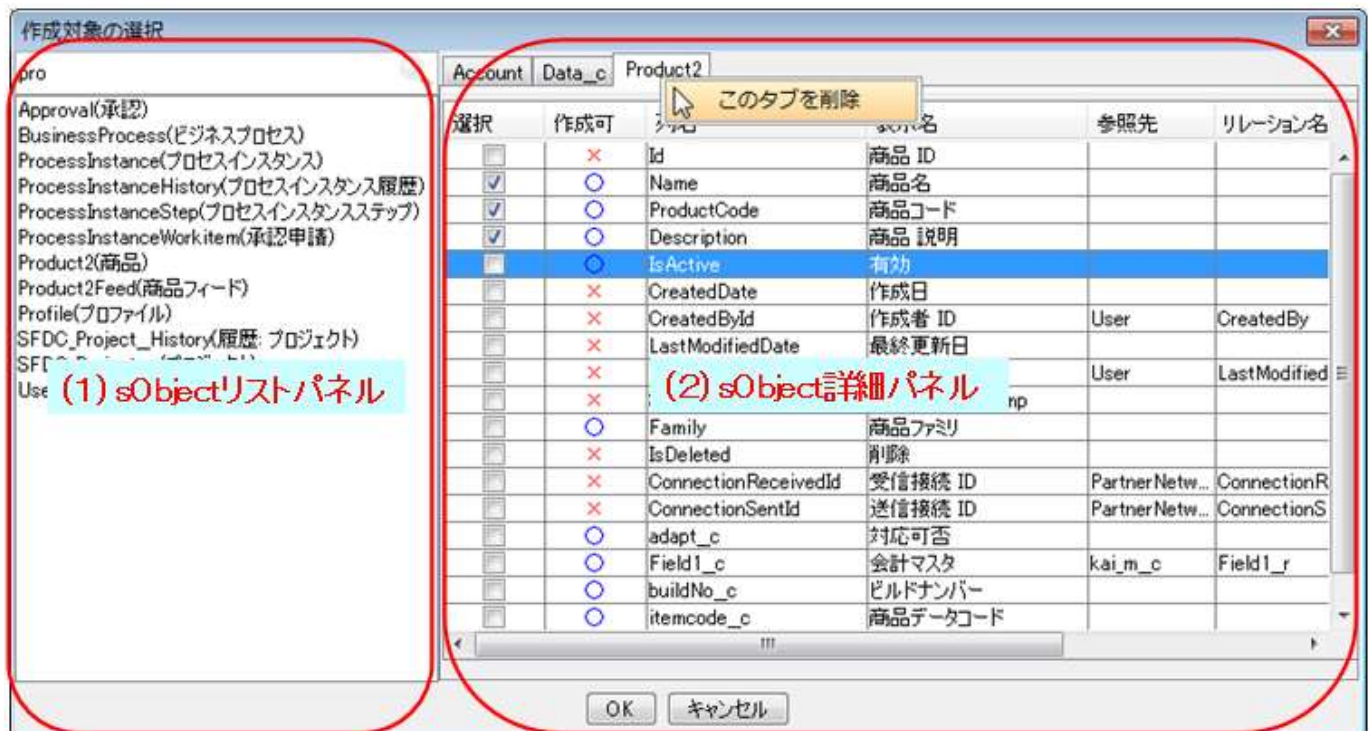 作成対象の選択
pro
Approval(承認)
BusinessProcess(ビジネスプロセス)
ProcessInstance(プロセスインスタンス)
ProcessInstanceHistory(プロセスインスタンス履歴)
ProcessInstanceStep(プロセスインスタンスステップ)
ProcessInstanceWorkitem(承認申請)
Product2(商品)
Product2Feed(商品フィード)
Profile(プロファイル)
SFDC_Project_History(履歴: プロジェクト)
(1) sObjectリストパネル
Account Data_c Product2
このタブを削除
選択 作成可 参照先 リレーション名
× Id 商品 ID
○ Name 商品名
○ ProductCode 商品コード
○ Description 商品 説明
○ IsActive 有効
× CreatedDate 作成日
× CreatedById 作成者 ID User CreatedBy
× LastModifiedDate 最終更新日
× User LastModified
(2) sObject詳細パネル
× mp
○ Family 商品ファミリ
× IsDeleted 削除
× ConnectionReceivedId 受信接続 ID PartnerNetw... ConnectionR
× ConnectionSentId 送信接続 ID PartnerNetw... ConnectionS
○ adapt_c 対応可否
○ Field1_c 会計マスタ kai_m_c Field1_r
○ buildNo_c ビルドナンバー
○ itemcode_c 商品データコード
OK キャンセル